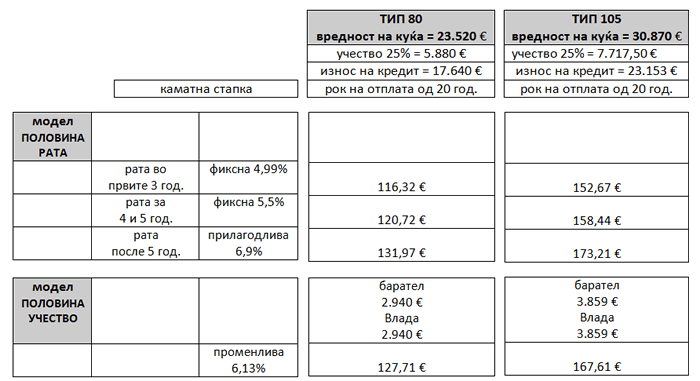 ТИП 80
вредност на куќа = 23.520 €
учество 25% = 5.880 €
износ на кредит = 17.640 €
рок на отплата од 20 год.
ТИП 105
вредност на куќа = 30.870 €
учество 25% = 7.717,50 €
износ на кредит = 23.153 €
рок на отплата од 20 год.
каматна стапка
модел
ПОЛОВИНА
РАТА
рата во
првите 3 год.
фиксна 4,99%
116,32 €
152,67 €
рата за
4 и 5 год.
фиксна 5,5%
120,72 €
158,44 €
рата
после 5 год.
прилагодлива
6,9%
131,97 €
173,21 €
модел
ПОЛОВИНА
УЧЕСТВО
барател
2.940 €
Влада
2.940 €
барател
3.859 €
Влада
3.859 €
променлива
6,13%
127,71 €
167,61 €